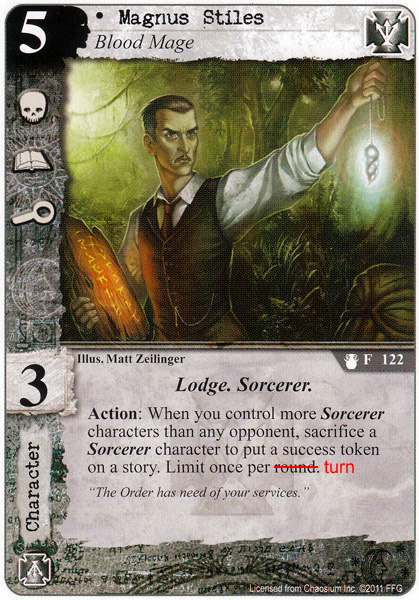 5
• Magnus Stiles
Blood Mage
Illus. Matt Zeilinger
F 122
3
Lodge. Sorcerer.
Action: When you control more Sorcerer
characters than any opponent, sacrifice a
Sorcerer character to put a success token
on a story. Limit once per round. turn
"The Order has need of your services."
Character
Licensed from Chaosium Inc. ©2011 FFG